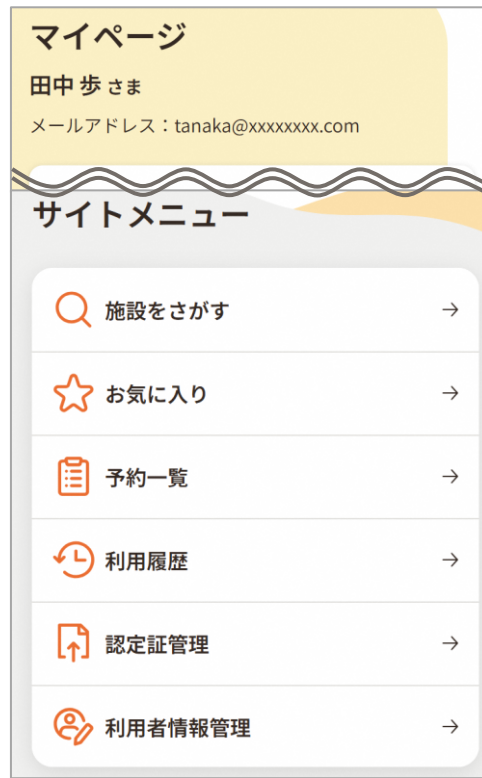 マイページ
田中 歩 さま
メールアドレス：tanaka@xxxxxxxx.com
サイトメニュー
施設をさがす
お気に入り
予約一覧
利用履歴
認定証管理
利用者情報管理